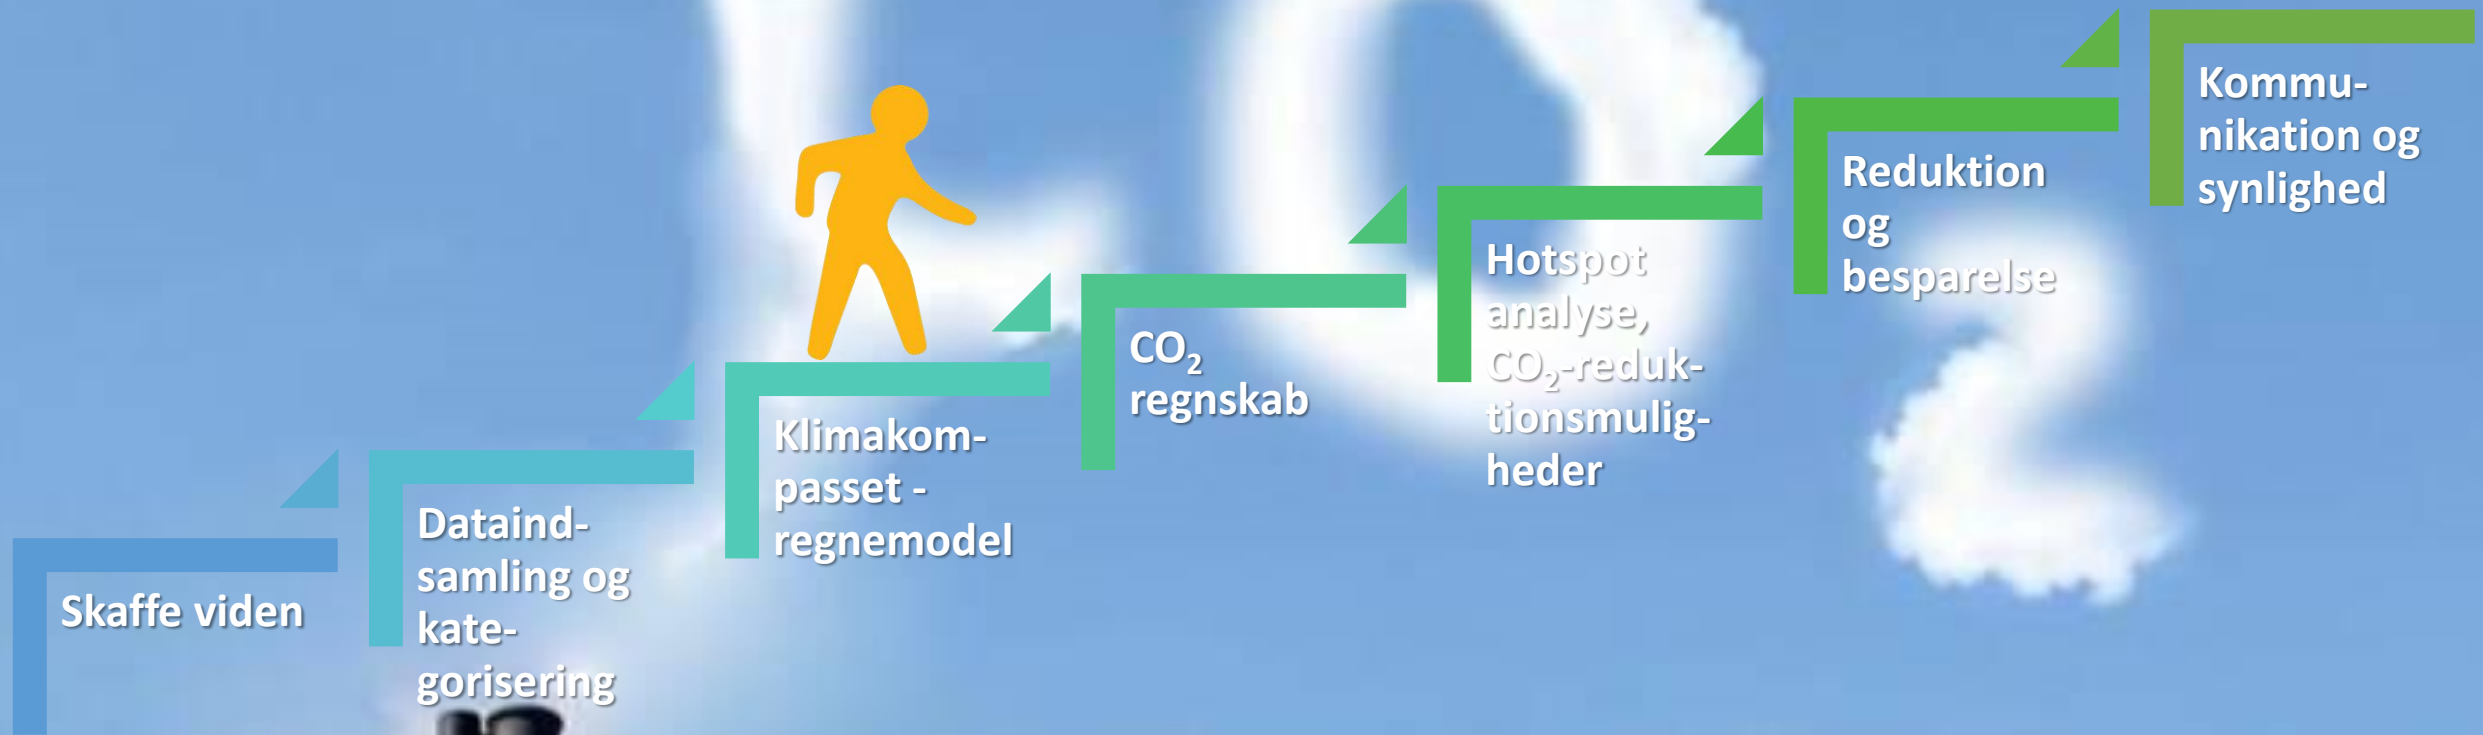 Skaffe viden
Dataind-
samling og
kate-
gorisering
Klimakom-
passet -
regnemodel
CO₂
regnskab
Hotspot
analyse,
CO₂-reduk-
tionsmulig-
heder
Reduktion
og
besparelse
Kommu-
nikation og
synlighed